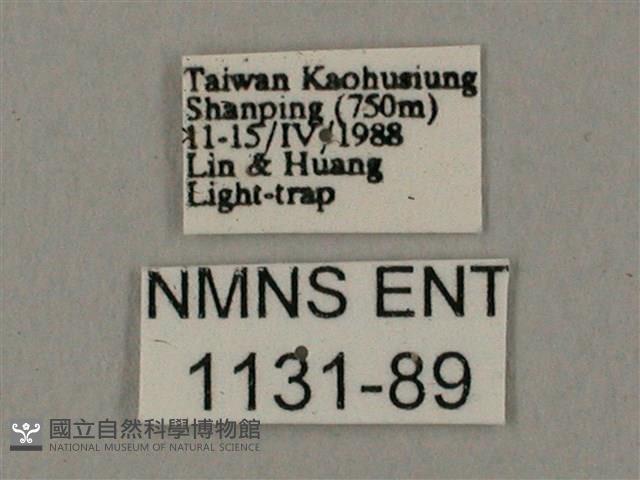 Taiwan Kaohusiung
Shanping (750m)
11-15/IV/1988
Lin & Huang
Light-trap
NMNS ENT
1131-89
國立自然科學博物館
NATIONAL MUSEUM OF NATURAL SCIENCE